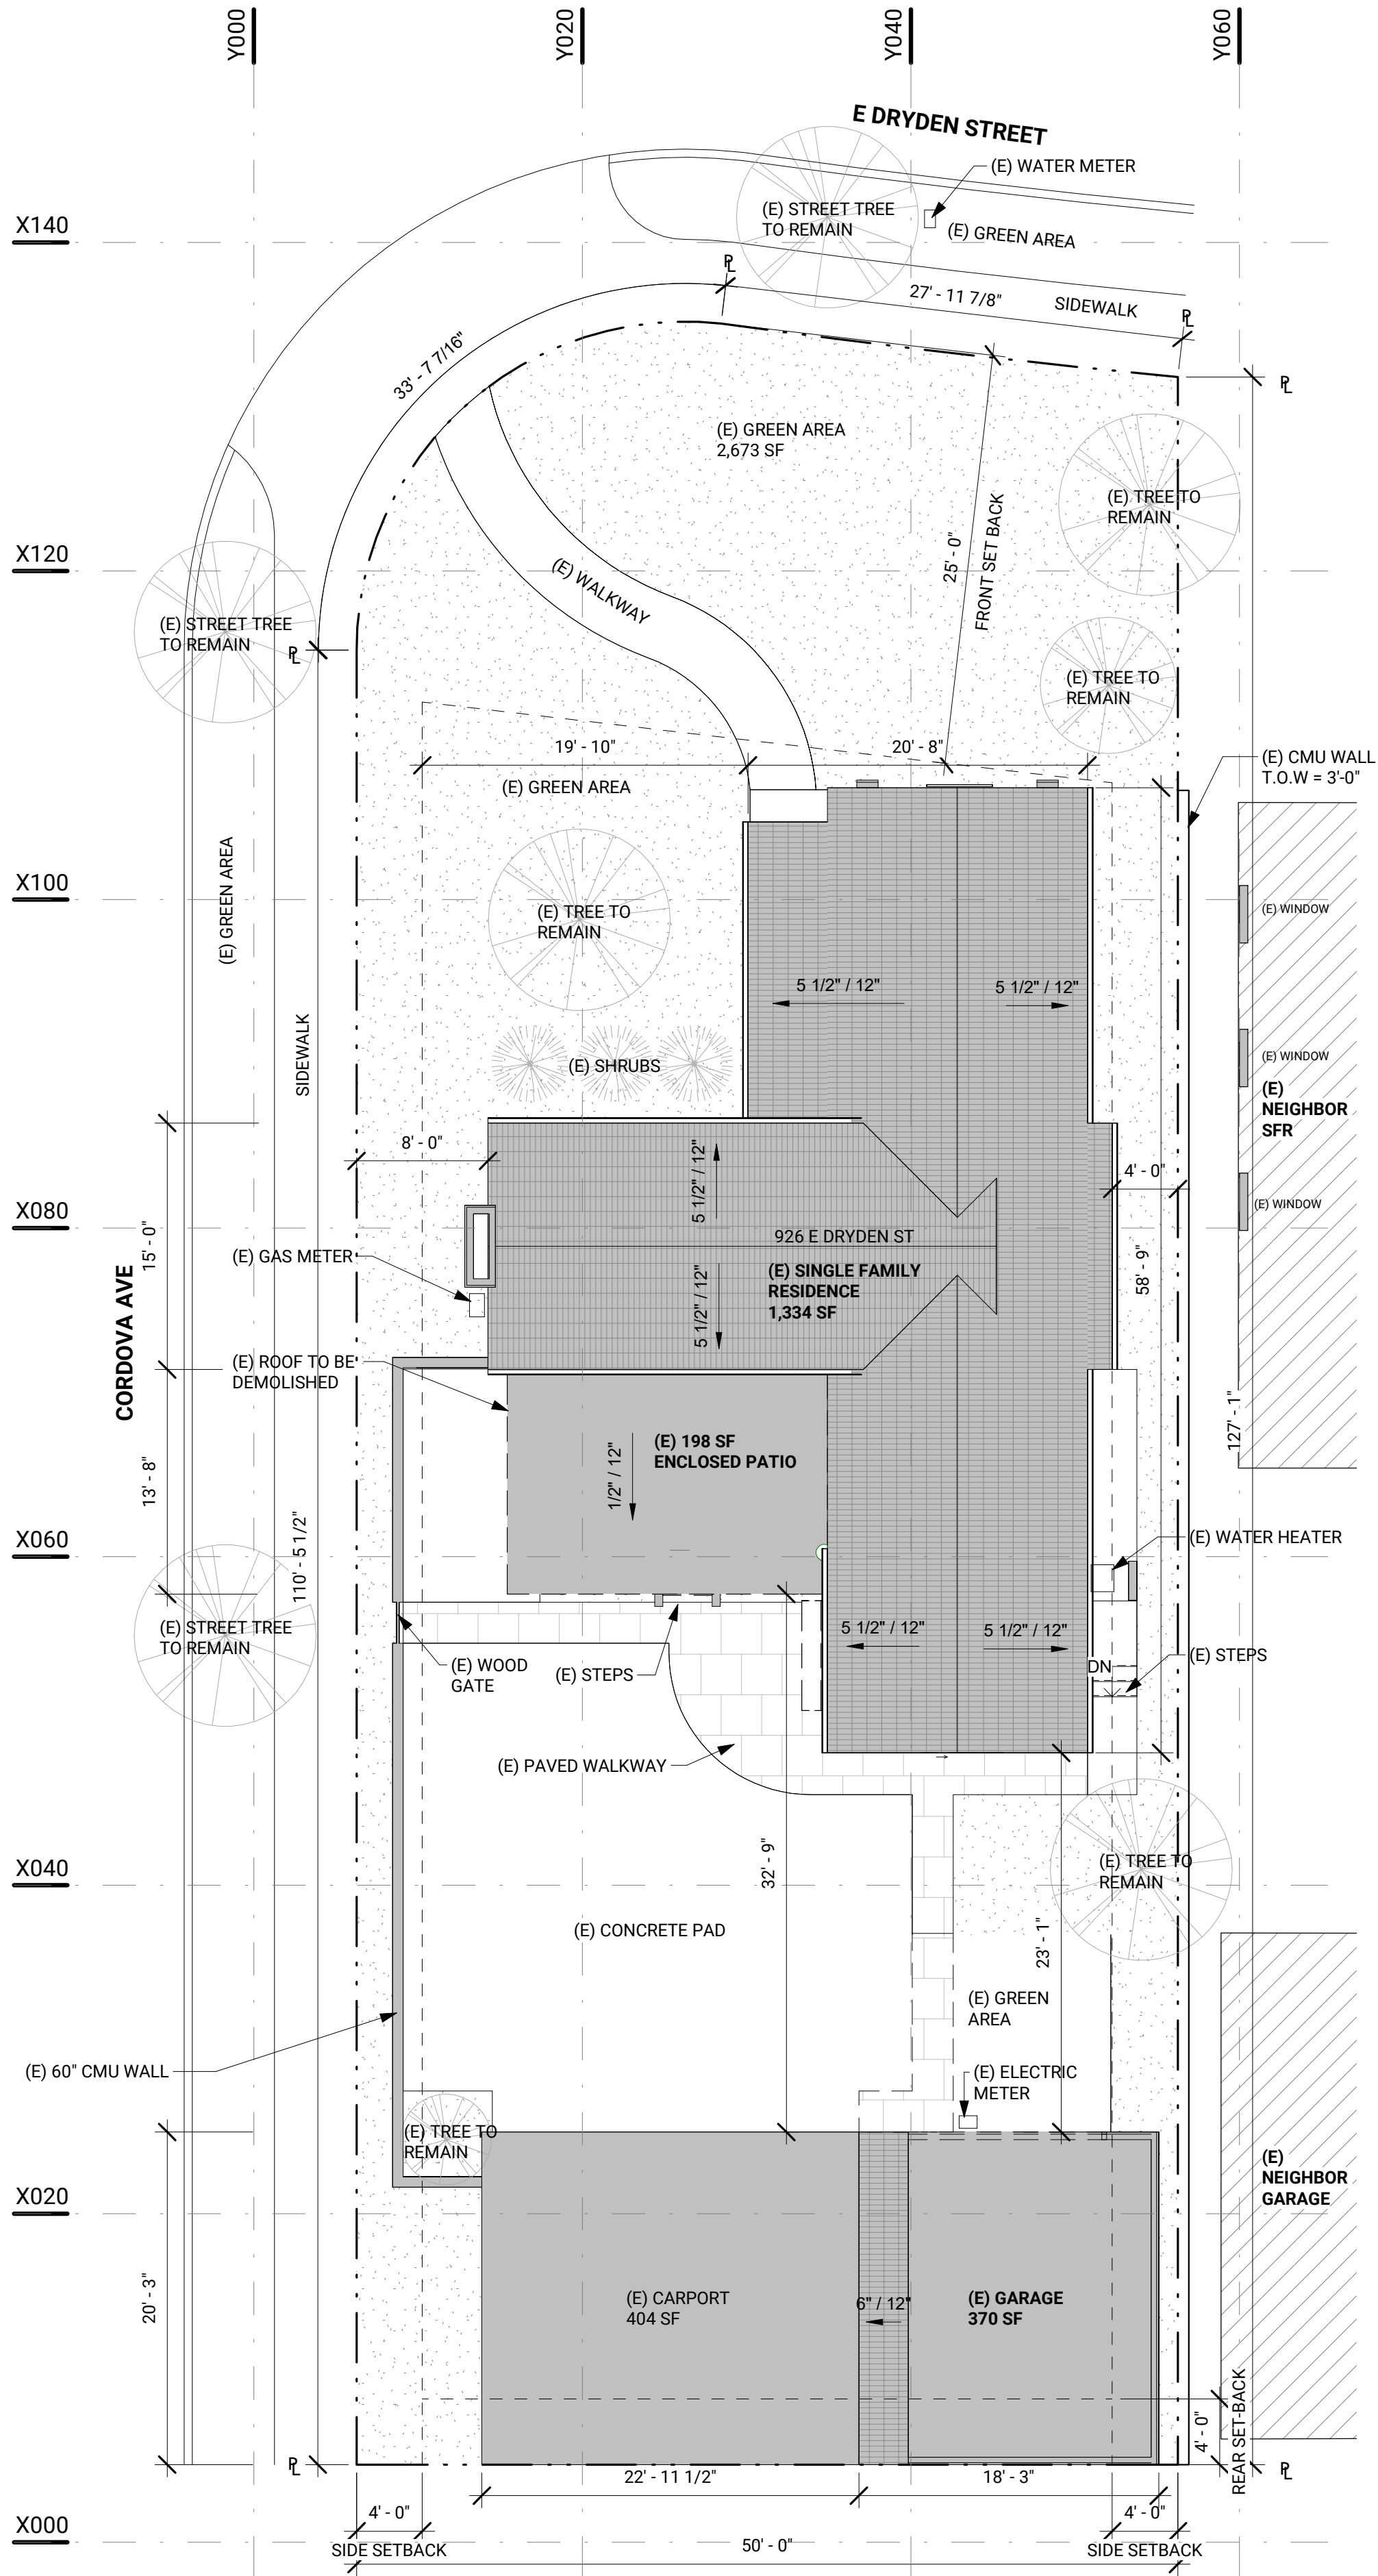 Y000
Y020
Y040
Y060
E DRYDEN STREET
(E) WATER METER
X140
(E) STREET TREE
TO REMAIN
(E) GREEN AREA
PL
27' - 11 7/8"
SIDEWALK
PL
33' - 7 7/16"
PL
(E) GREEN AREA
2,673 SF
(E) TREE TO
REMAIN
X120
25' - 0"
FRONT SET BACK
(E) WALKWAY
(E) STREET TREE
TO REMAIN
PL
(E) TREE TO
REMAIN
19' - 10"
20' - 8"
(E) CMU WALL
T.O.W = 3'-0"
(E) GREEN AREA
(E) GREEN AREA
X100
(E) WINDOW
(E) TREE TO
REMAIN
5 1/2" / 12"
5 1/2" / 12"
SIDEWALK
(E) SHRUBS
(E) WINDOW
(E)
NEIGHBOR
SFR
8' - 0"
5 1/2" / 12"
4' - 0"
X080
(E) WINDOW
15' - 0"
926 E DRYDEN ST
(E) GAS METER
(E) SINGLE FAMILY
RESIDENCE
1,334 SF
5 1/2" / 12"
58' - 9"
CORDOVA AVE
(E) ROOF TO BE
DEMOLISHED
127' - 1"
(E) 198 SF
ENCLOSED PATIO
1/2" / 12"
13' - 8"
110' - 5 1/2"
X060
(E) WATER HEATER
(E) STREET TREE
TO REMAIN
5 1/2" / 12"
5 1/2" / 12"
(E) WOOD
GATE
(E) STEPS
DN
(E) STEPS
(E) PAVED WALKWAY
X040
32' - 9"
(E) TREE TO
REMAIN
(E) CONCRETE PAD
23' - 1"
(E) GREEN
AREA
(E) 60" CMU WALL
(E) ELECTRIC
METER
(E) TREE TO
REMAIN
X020
(E)
NEIGHBOR
GARAGE
20' - 3"
(E) CARPORT
404 SF
6" / 12"
(E) GARAGE
370 SF
4' - 0"
REAR SET-BACK
PL
PL
22' - 11 1/2"
18' - 3"
X000
4' - 0"
4' - 0"
SIDE SETBACK
50' - 0"
SIDE SETBACK